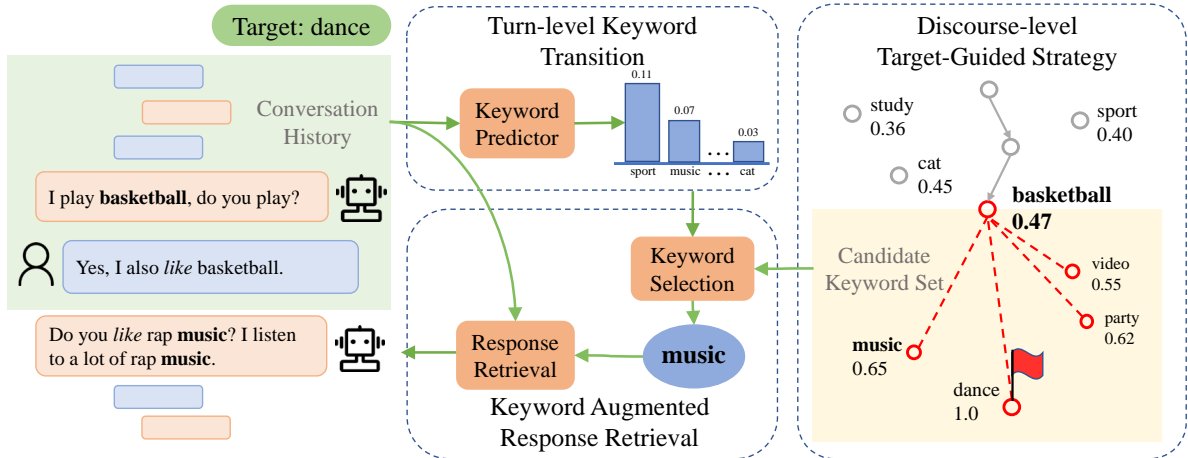 Target: dance
Conversation
History
I play basketball, do you play?
Yes, I also like basketball.
Do you like rap music? I listen
to a lot of rap music.
Turn-level Keyword
Transition
Keyword
Predictor
0.11
0.07
0.03
sport
music
...
...
cat
Keyword
Selection
music
Response
Retrieval
Keyword Augmented
Response Retrieval
Discourse-level
Target-Guided Strategy
study
0.36
sport
0.40
cat
0.45
basketball
0.47
Candidate
Keyword Set
video
0.55
party
0.62
music
0.65
dance
1.0